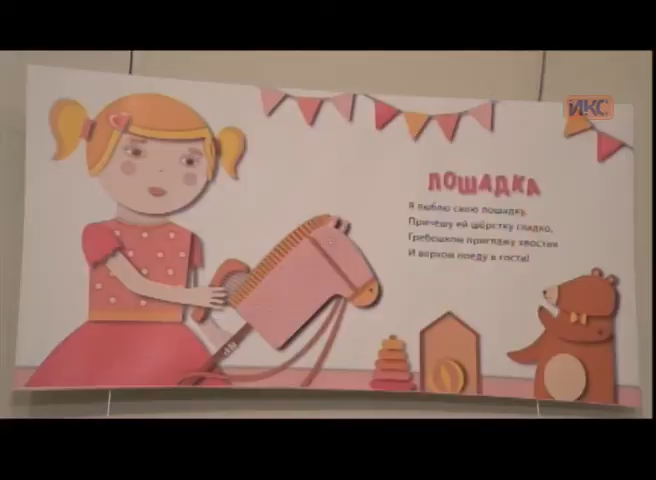 ИКС
ЛОШАДКА
Я люблю свою лошадку,
Причешу ей шёрстку гладко,
Гребешком приглажу хвостик
И верхом поеду в гости!